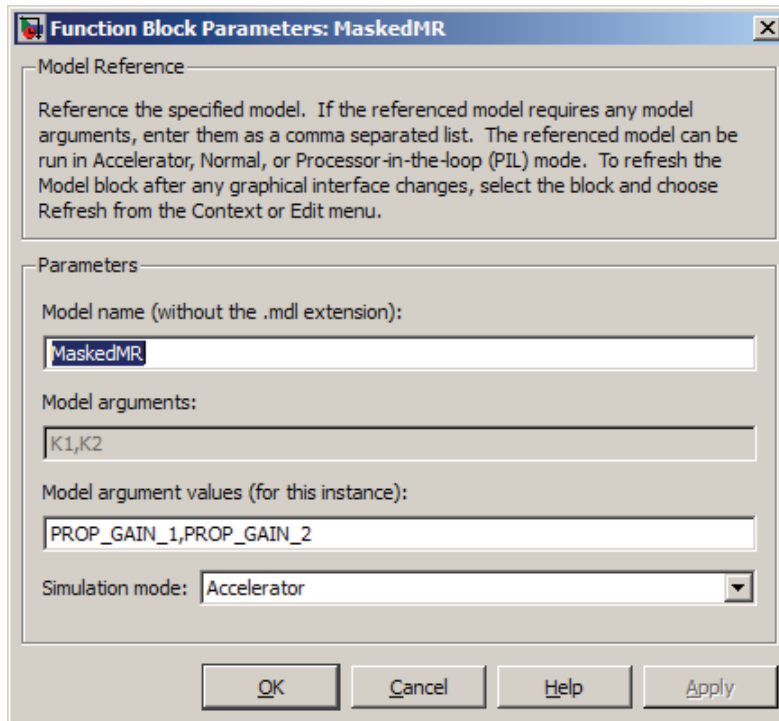 Function Block Parameters: MaskedMR
Model Reference
Reference the specified model. If the referenced model requires any model
arguments, enter them as a comma separated list. The referenced model can be
run in Accelerator, Normal, or Processor-in-the-loop (PIL) mode. To refresh the
Model block after any graphical interface changes, select the block and choose
Refresh from the Context or Edit menu.
Parameters
Model name (without the .mdl extension):
MaskedMR
Model arguments:
K1,K2
Model argument values (for this instance):
PROP_GAIN_1,PROP_GAIN_2
Simulation mode: Accelerator
OK Cancel Help Apply